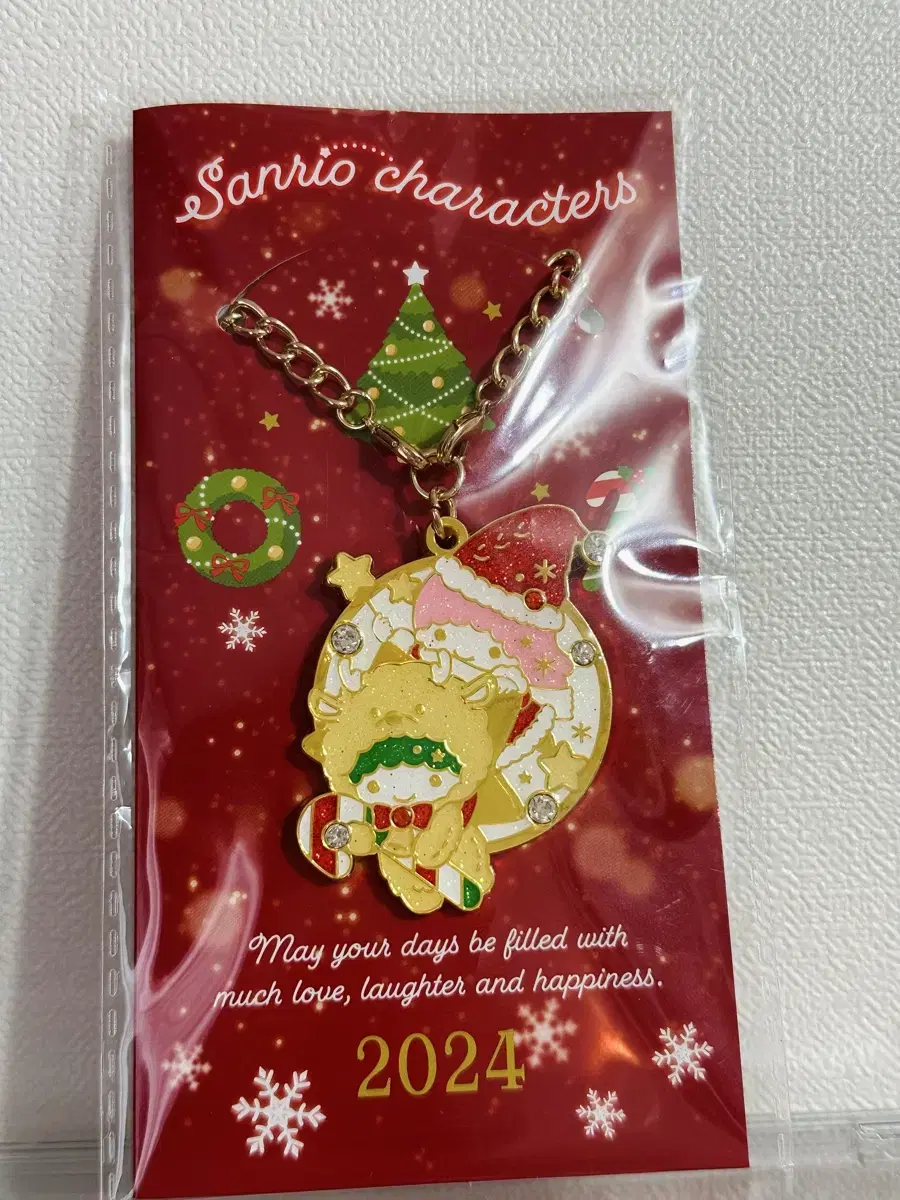 Sanrio characters
May your days be filled with
much love, laughter and happiness.
2024